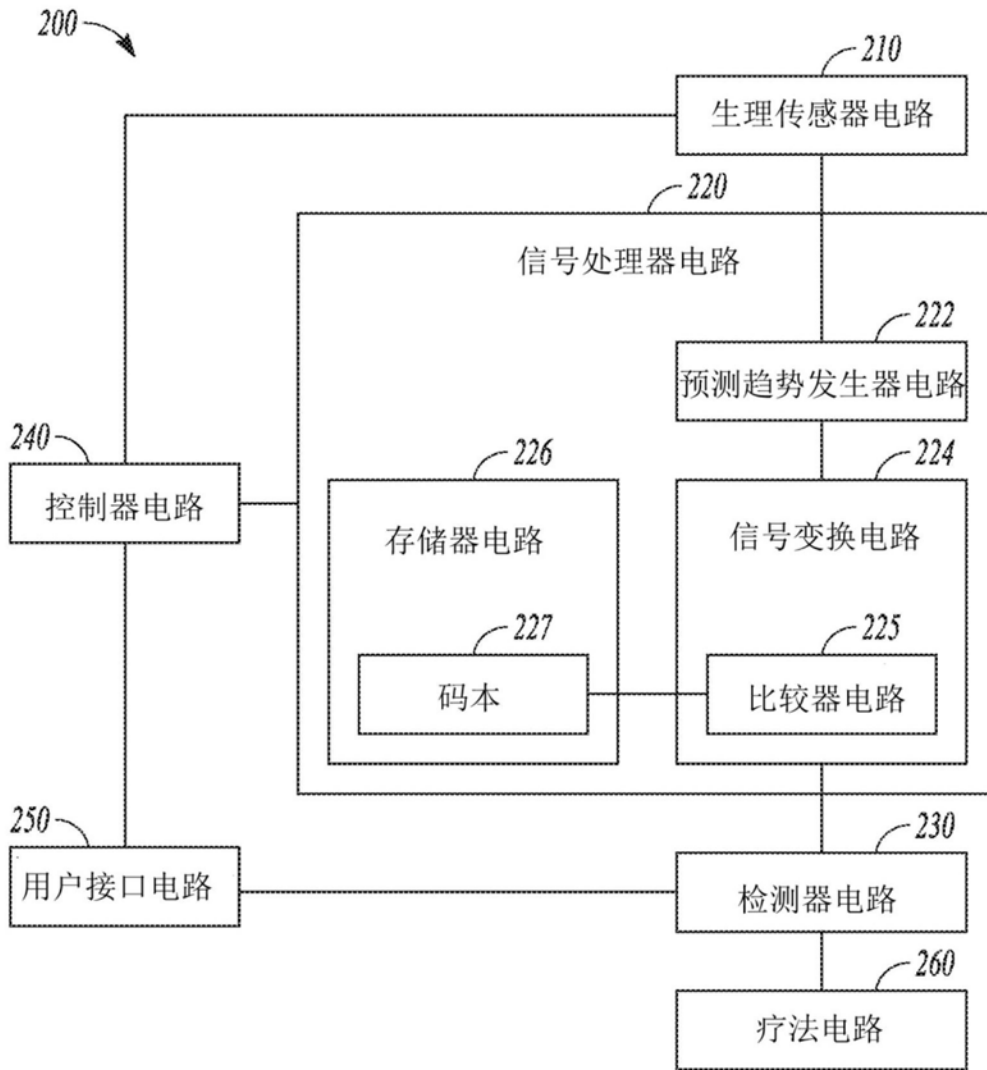 200
210
生理传感器电路
220
信号处理器电路
222
预测趋势发生器电路
240
控制器电路
226
存储器电路
224
信号变换电路
227
码本
225
比较器电路
250
用户接口电路
230
检测器电路
260
疗法电路